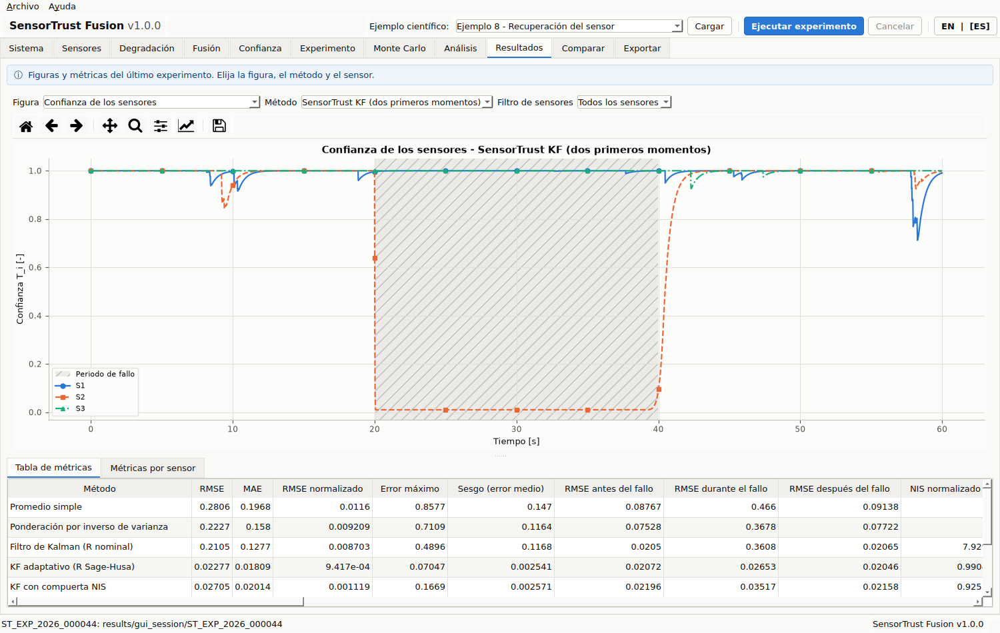 Archivo Ayuda
SensorTrust Fusion v1.0.0
Ejemplo científico: Ejemplo 8 - Recuperación del sensor Cargar Ejecutar experimento Cancelar EN | [ES]
Sistema Sensores Degradación Fusión Confianza Experimento Monte Carlo Análisis Resultados Comparar Exportar
ⓘ Figuras y métricas del último experimento. Elija la figura, el método y el sensor.
Figura Confianza de los sensores Método SensorTrust KF (dos primeros momentos) Filtro de sensores Todos los sensores
Confianza de los sensores - SensorTrust KF (dos primeros momentos)
1.0
0.8
0.6
0.4
0.2
0.0
Confianza T_i [-]
Periodo de fallo
S1
S2
S3
0 10 20 30 40 50 60
Tiempo [s]
Tabla de métricas Métricas por sensor
Método RMSE MAE RMSE normalizado Error máximo Sesgo (error medio) RMSE antes del fallo RMSE durante el fallo RMSE después del fallo NIS normalizado
Promedio simple 0.2806 0.1968 0.0116 0.8577 0.147 0.08767 0.466 0.09138
Ponderación por inverso de varianza 0.2227 0.158 0.009209 0.7109 0.1164 0.07528 0.3678 0.07722
Filtro de Kalman (R nominal) 0.2105 0.1277 0.008703 0.4896 0.1168 0.0205 0.3608 0.02065 7.92
KF adaptativo (R Sage-Husa) 0.02277 0.01809 9.417e-04 0.07047 0.002541 0.02072 0.02653 0.02046 0.990
KF con compuerta NIS 0.02705 0.02014 0.001119 0.1669 0.002571 0.02196 0.03517 0.02158 0.925
ST_EXP_2026_000044: results/gui_session/ST_EXP_2026_000044 SensorTrust Fusion v1.0.0